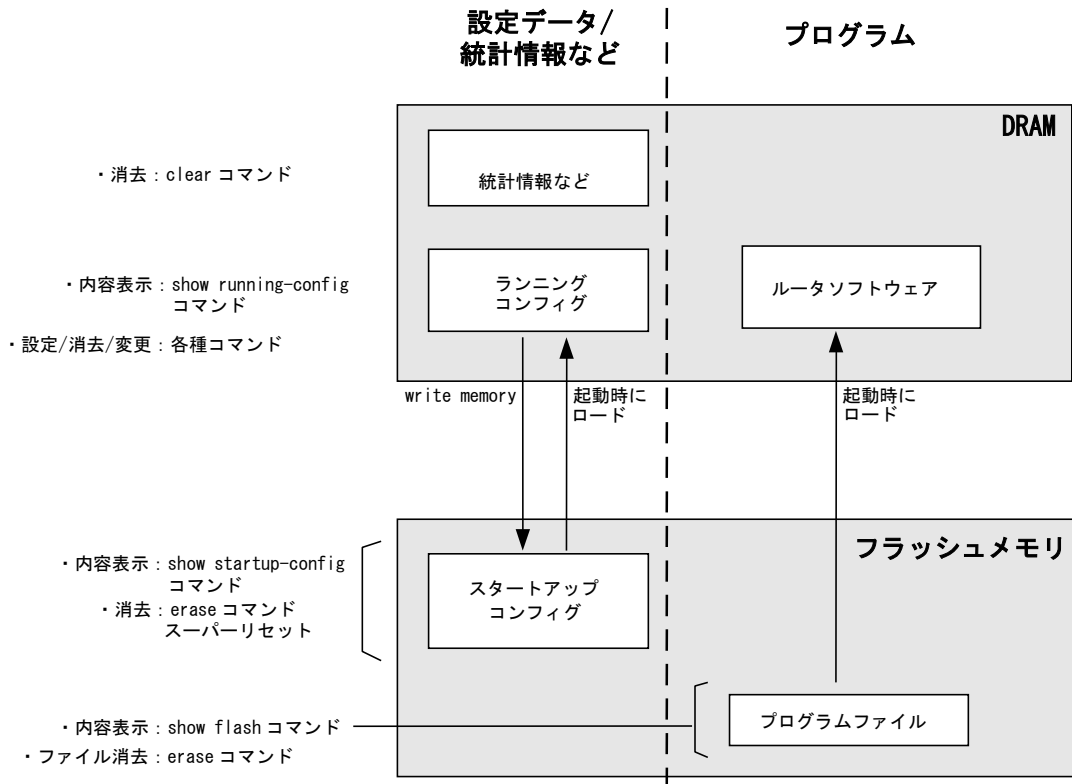 設定データ/
統計情報など
プログラム
DRAM
・消去：clear コマンド
統計情報など
・内容表示：show running-config
コマンド
・設定/消去/変更：各種コマンド
ランニング
コンフィグ
ルータソフトウェア
write memory
起動時に
ロード
起動時に
ロード
フラッシュメモリ
・内容表示：show startup-config
コマンド
・消去：erase コマンド
スーパーリセット
スタートアップ
コンフィグ
・内容表示：show flash コマンド
・ファイル消去：erase コマンド
プログラムファイル